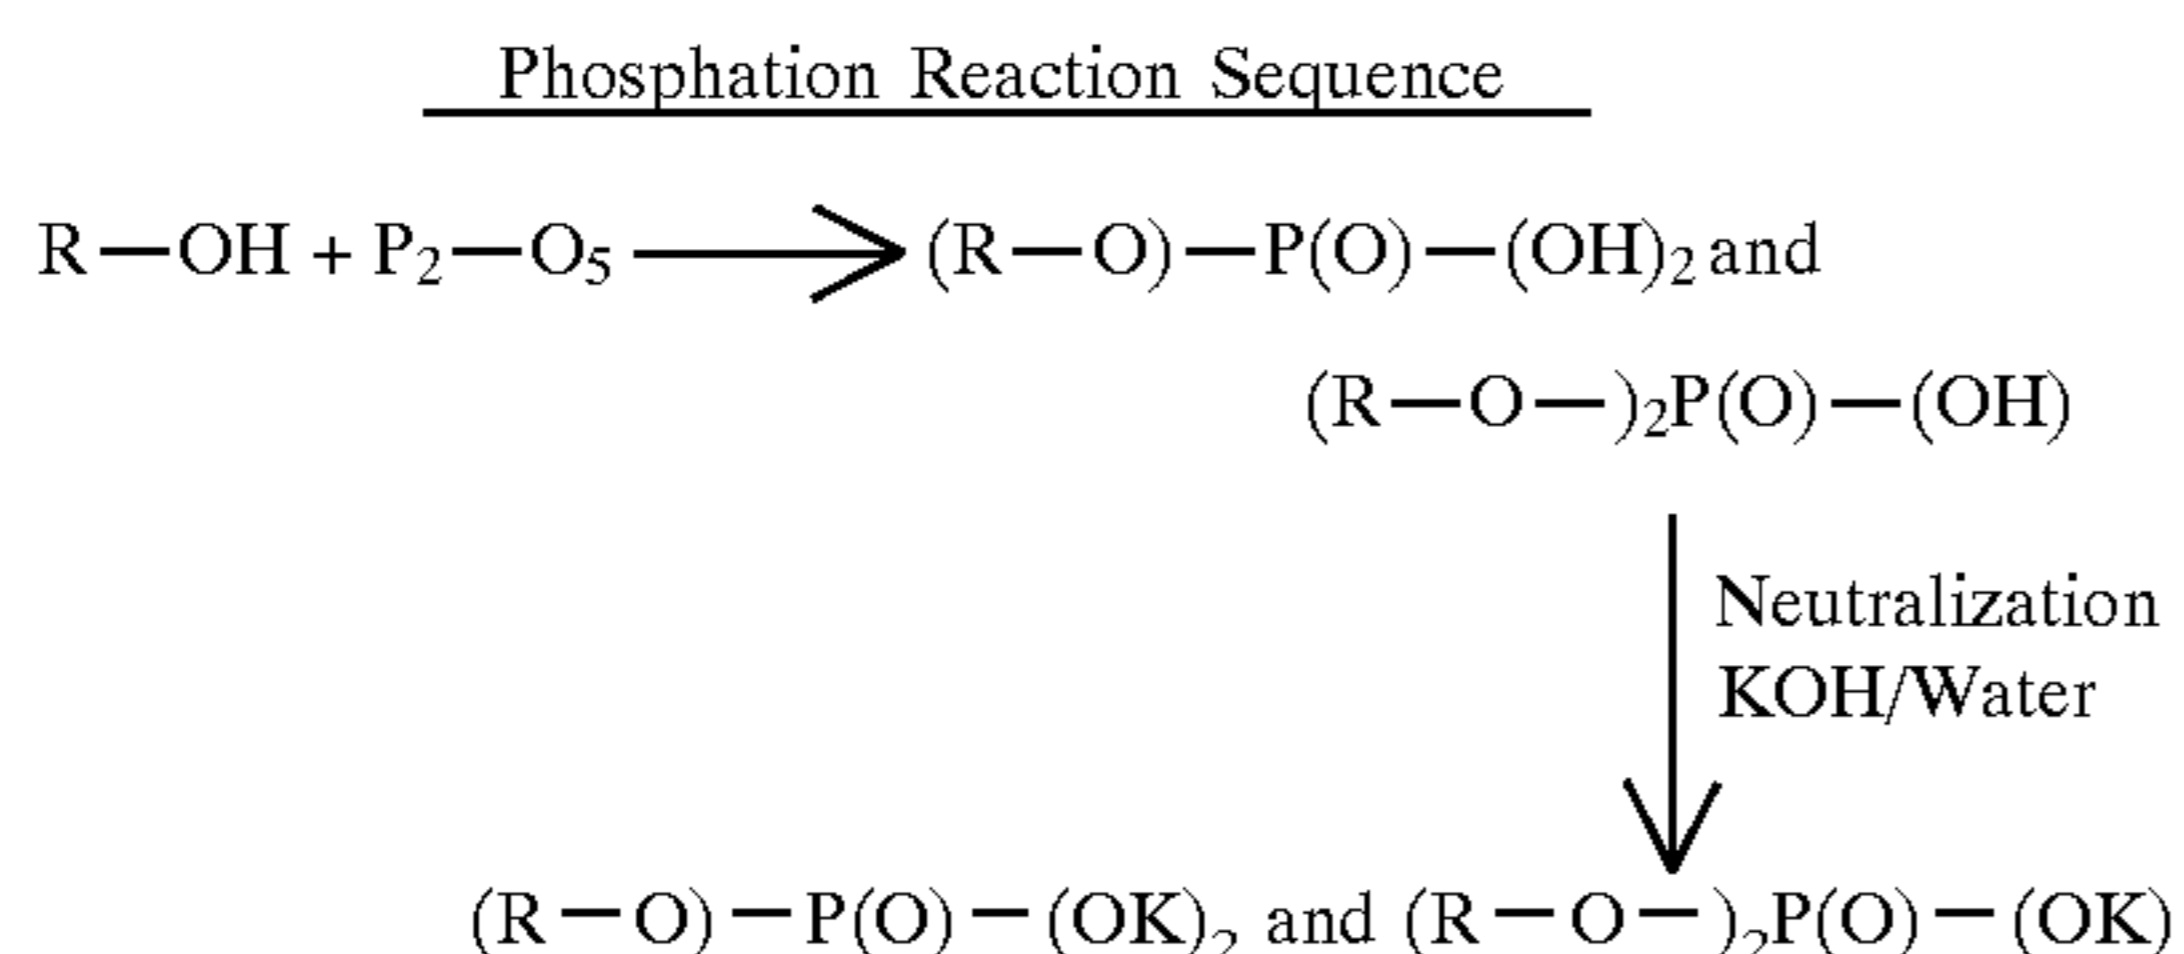 Phosphation Reaction Sequence
R—OH + P₂—O₅ ⟶ (R—O)—P(O)—(OH)₂ and
(R—O—)₂P(O)—(OH)
Neutralization
KOH/Water
(R—O)—P(O)—(OK)₂ and (R—O—)₂P(O)—(OK)